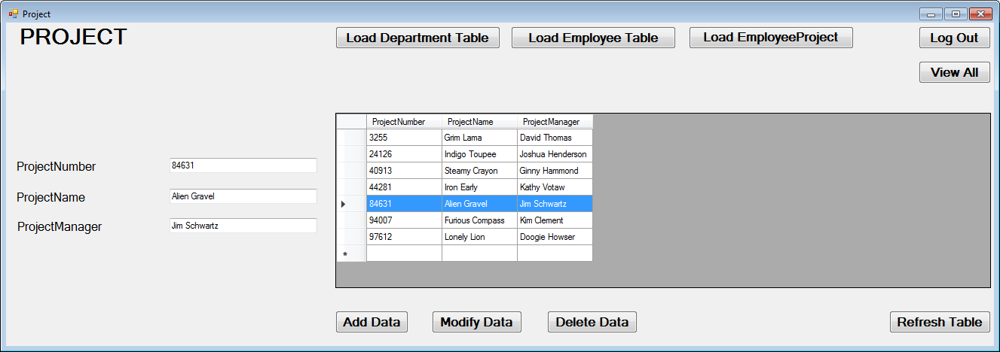 Project
PROJECT
Load Department Table
Load Employee Table
Load EmployeeProject
Log Out
View All
ProjectNumber ProjectName ProjectManager
3255 Grim Lama David Thomas
24126 Indigo Toupee Joshua Henderson
40913 Steamy Crayon Ginny Hammond
44281 Iron Early Kathy Votaw
84631 Alien Gravel Jim Schwartz
94007 Furious Compass Kim Clement
97612 Lonely Lion Doogie Howser
*
ProjectNumber 84631
ProjectName Alien Gravel
ProjectManager Jim Schwartz
Add Data
Modify Data
Delete Data
Refresh Table